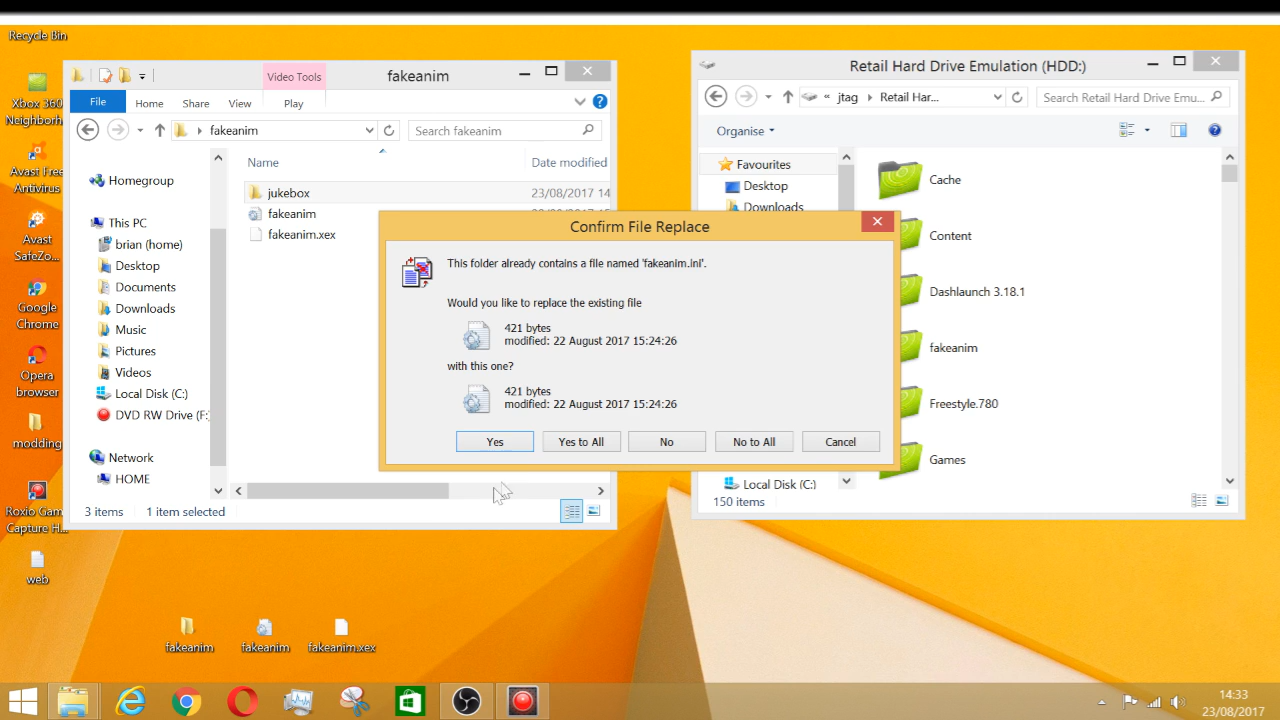 Recycle Bin
Xbox 360
Neighborh...
Avast Free
Antivirus
Avast
SafeZo...
Google
Chrome
Opera
browser
modding
Roxio Gam
Capture H...
web
fakeanim
fakeanim
fakeanim.xex
Video Tools
fakeanim
File
Home
Share
View
Play
fakeanim
Search fakeanim
Name
Date modified
Homegroup
This PC
brian (home)
Desktop
Documents
Downloads
Music
Pictures
Videos
Local Disk (C:)
DVD RW Drive (F:
Network
HOME
jukebox
23/08/2017 14
fakeanim
fakeanim.xex
3 items
1 item selected
Retail Hard Drive Emulation (HDD:)
« jtag
Retail Har...
Search Retail Hard Drive Emu...
Organise
Favourites
Desktop
Downloads
Local Disk (C:)
Cache
Content
Dashlaunch 3.18.1
fakeanim
Freestyle.780
Games
150 items
Confirm File Replace
This folder already contains a file named 'fakeanim.ini'.
Would you like to replace the existing file
421 bytes
modified: 22 August 2017 15:24:26
with this one?
421 bytes
modified: 22 August 2017 15:24:26
Yes
Yes to All
No
No to All
Cancel
14:33
23/08/2017